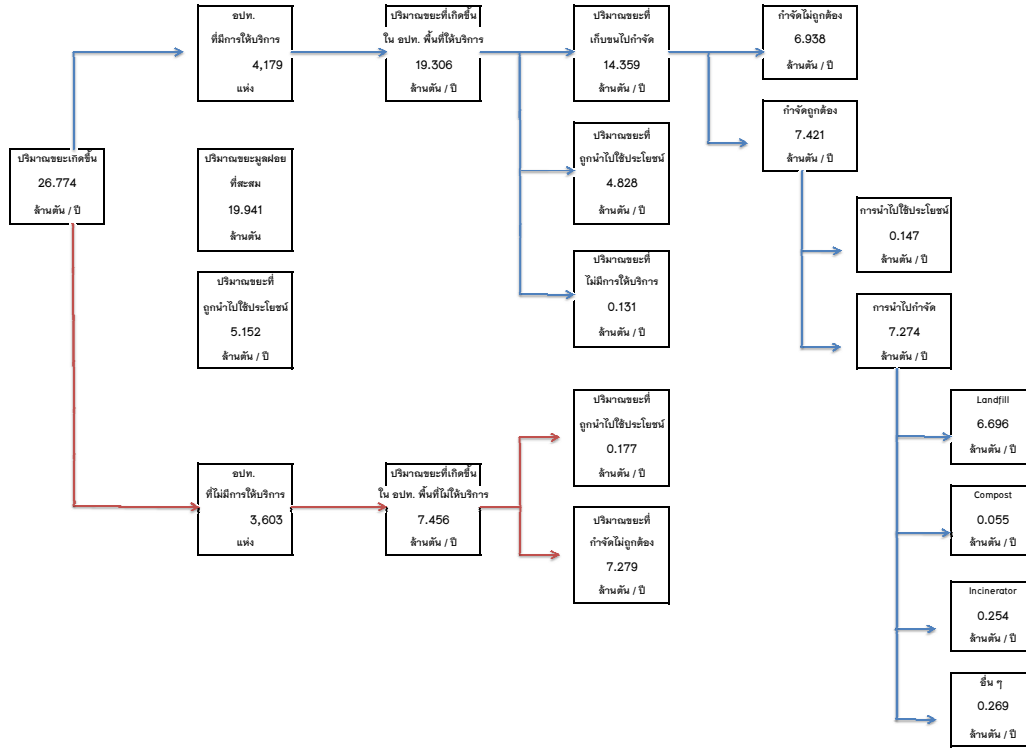 อปท.
ที่มีการให้บริการ
4,179
แห่ง
ปริมาณขยะที่เกิดขึ้น
ใน อปท. พื้นที่ให้บริการ
19.306
ล้านตัน / ปี
ปริมาณขยะที่
เก็บขนไปกำจัด
14.359
ล้านตัน / ปี
กำจัดไม่ถูกต้อง
6.938
ล้านตัน / ปี
กำจัดถูกต้อง
7.421
ล้านตัน / ปี
ปริมาณขยะเกิดขึ้น
26.774
ล้านตัน / ปี
ปริมาณขยะมูลฝอย
ที่สะสม
19.941
ล้านตัน
ปริมาณขยะที่
ถูกนำไปใช้ประโยชน์
4.828
ล้านตัน / ปี
การนำไปใช้ประโยชน์
0.147
ล้านตัน / ปี
ปริมาณขยะที่
ถูกนำไปใช้ประโยชน์
5.152
ล้านตัน / ปี
ปริมาณขยะที่
ไม่มีการให้บริการ
0.131
ล้านตัน / ปี
การนำไปกำจัด
7.274
ล้านตัน / ปี
ปริมาณขยะที่
ถูกนำไปใช้ประโยชน์
0.177
ล้านตัน / ปี
Landfill
6.696
ล้านตัน / ปี
อปท.
ที่ไม่มีการให้บริการ
3,603
แห่ง
ปริมาณขยะที่เกิดขึ้น
ใน อปท. พื้นที่ไม่ให้บริการ
7.456
ล้านตัน / ปี
ปริมาณขยะที่
กำจัดไม่ถูกต้อง
7.279
ล้านตัน / ปี
Compost
0.055
ล้านตัน / ปี
Incinerator
0.254
ล้านตัน / ปี
อื่น ๆ
0.269
ล้านตัน / ปี